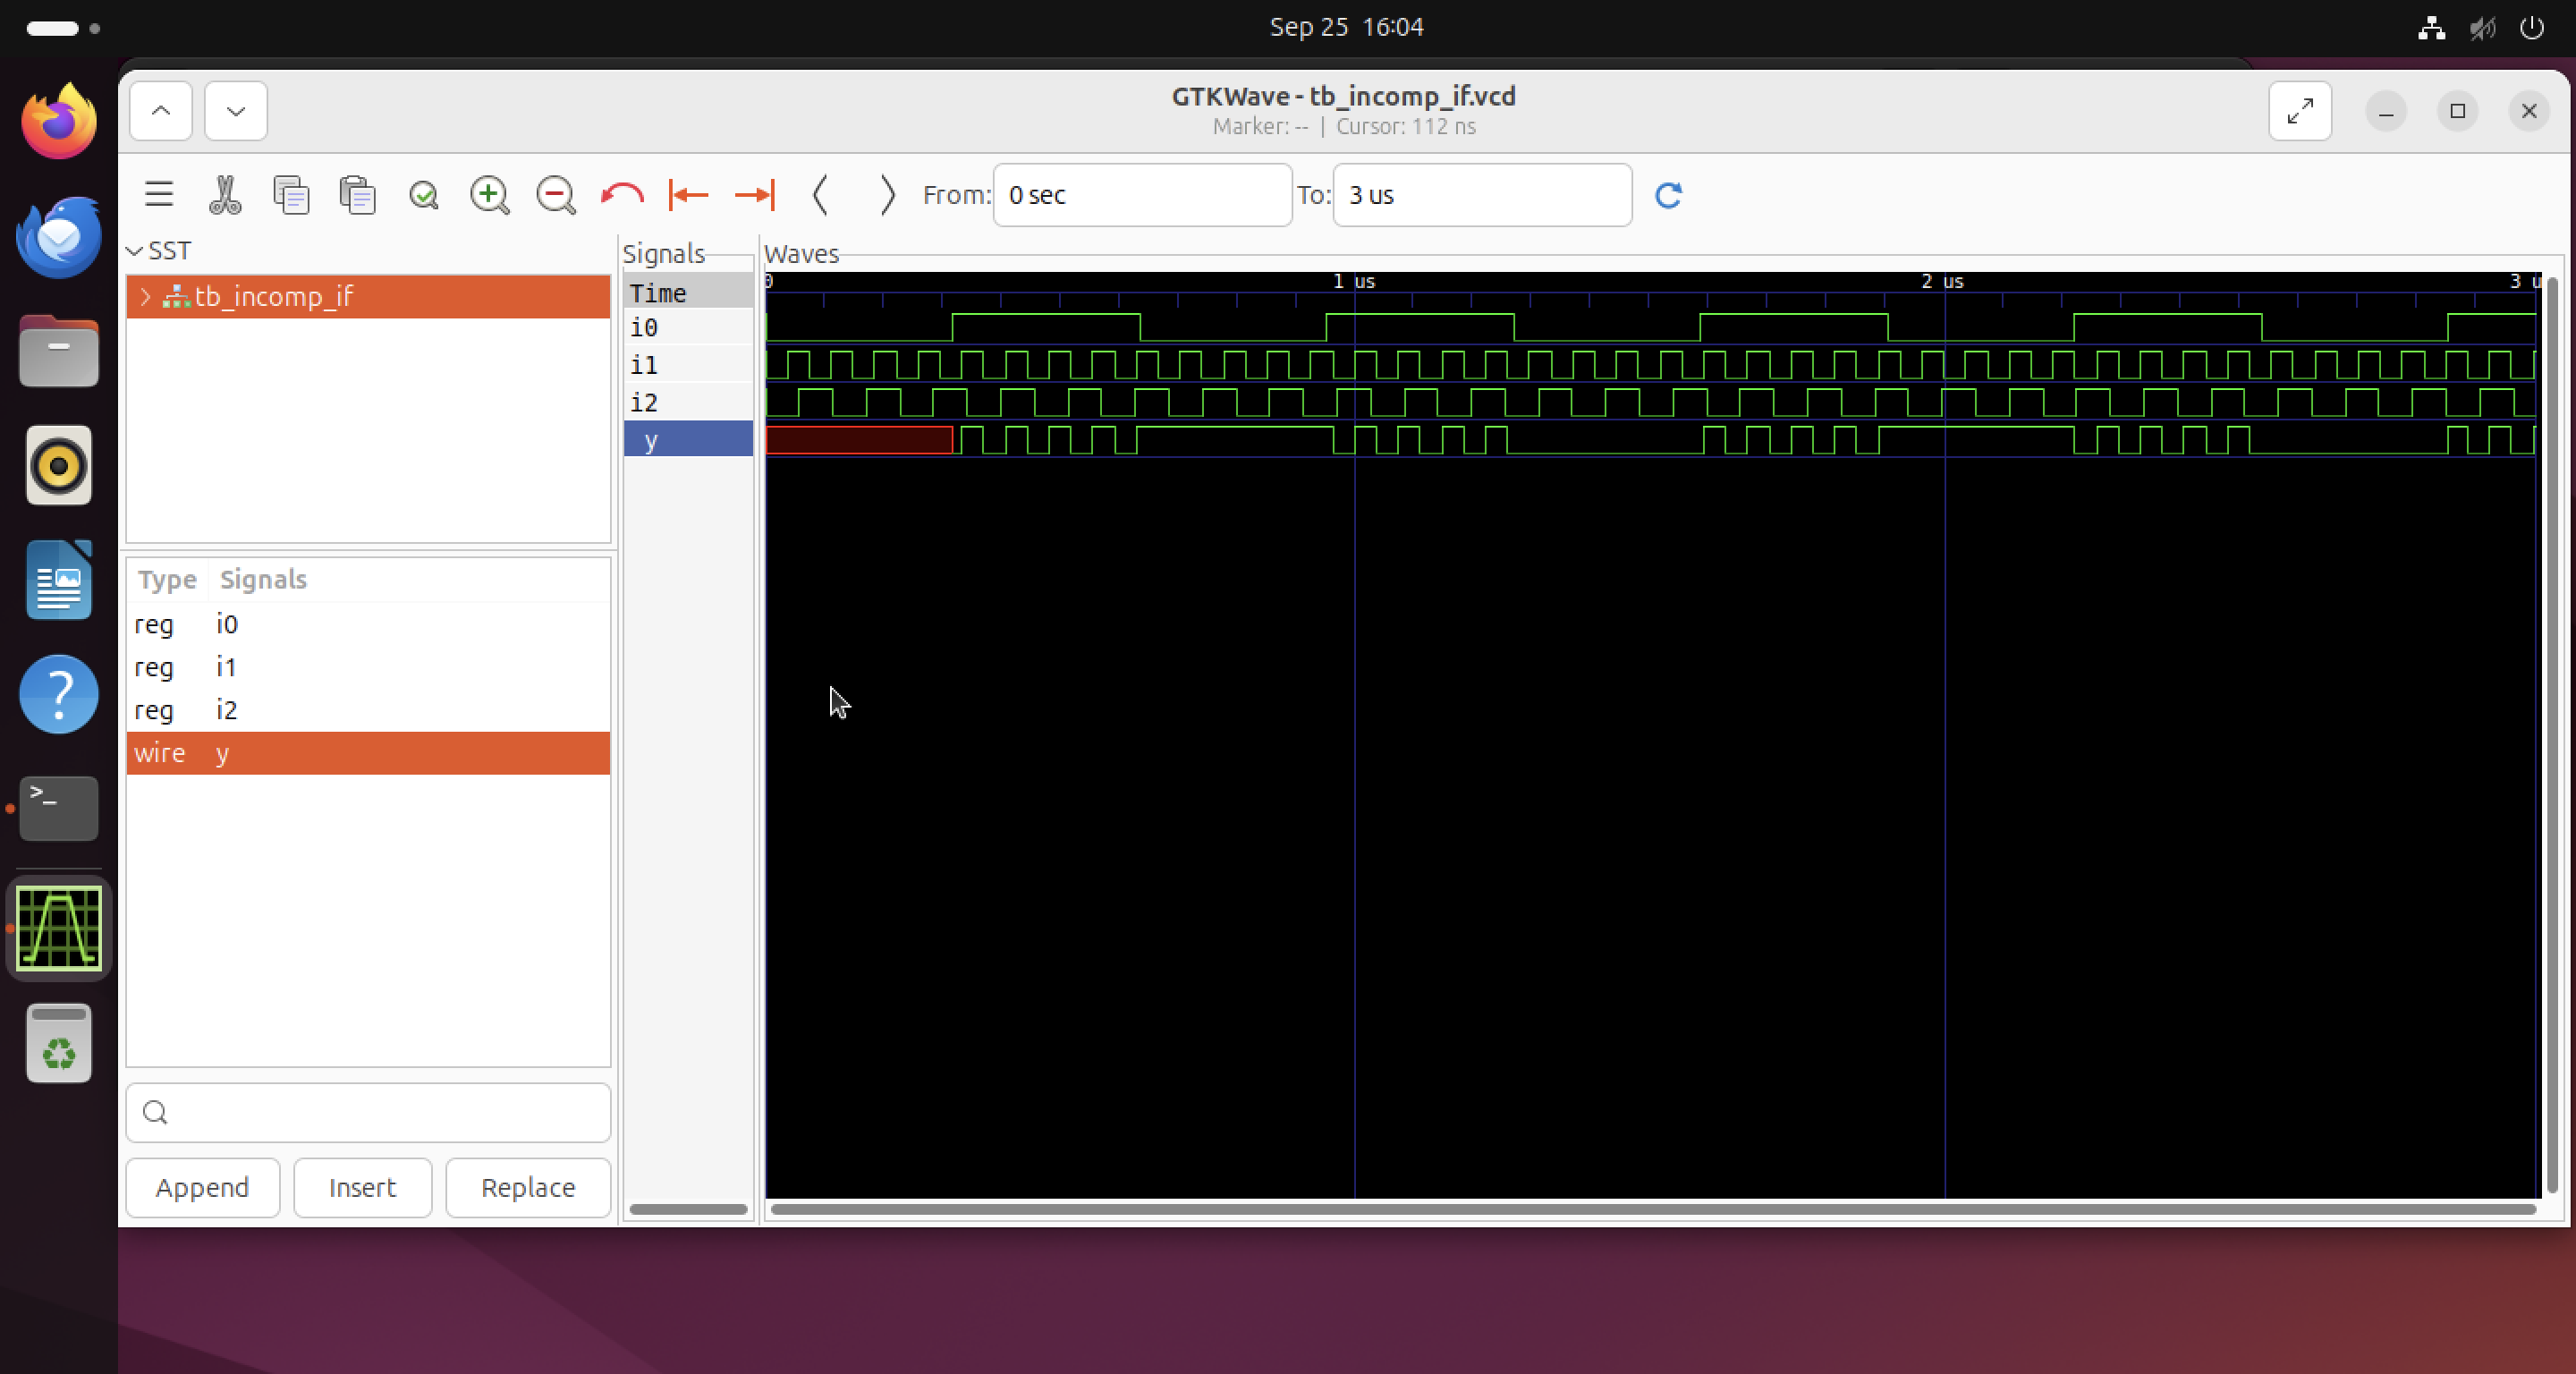 Sep 25 16:04
GTKWave - tb_incomp_if.vcd
Marker: -- | Cursor: 112 ns
From: 0 sec To: 3 us
SST
tb_incomp_if
Type Signals
reg i0
reg i1
reg i2
wire y
Append Insert Replace
Signals
Time
i0
i1
i2
y
Waves
0 1 us 2 us 3 u
>_
?